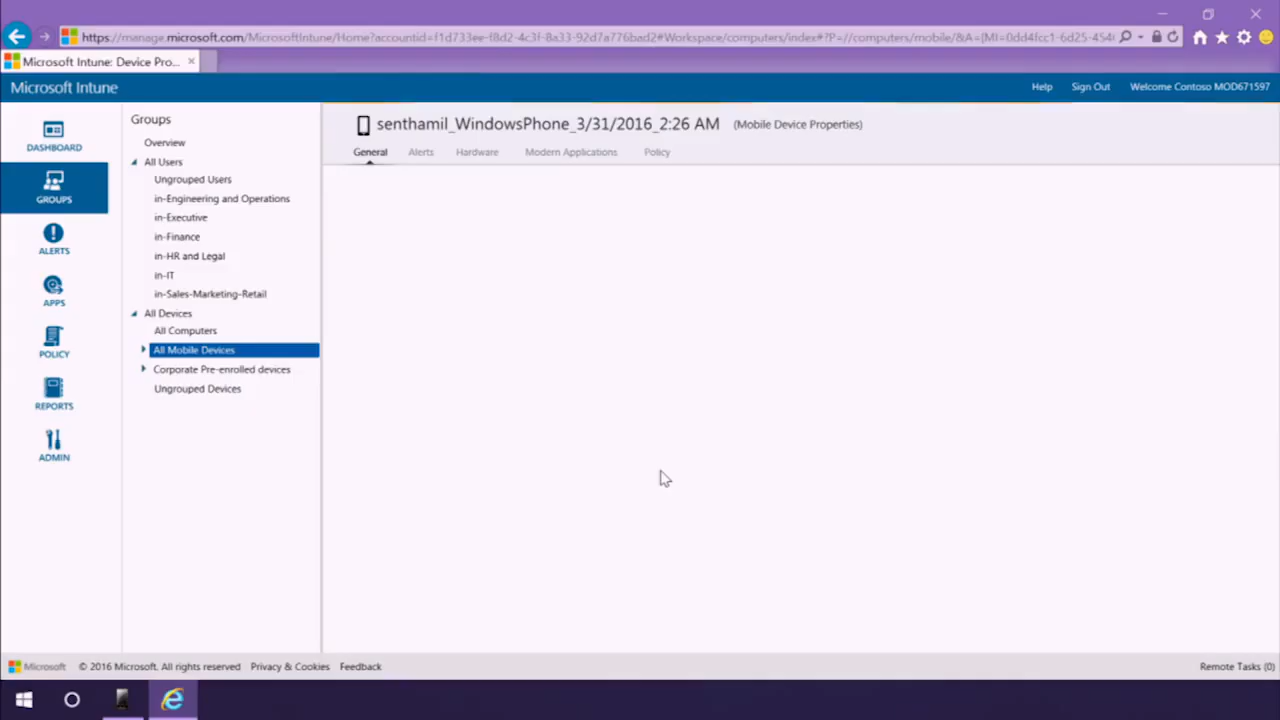 https://manage.microsoft.com/MicrosoftIntune/Home?accountid=f1d733ee-f8d2-4c3f-8a33-92d7a776bad2#Workspace/computers/index#?P=//computers/mobile/&A={MI=0dd4fcc1-6d25-454
Microsoft Intune: Device Pro...
Microsoft Intune
Help
Sign Out
Welcome Contoso MOD671597
DASHBOARD
GROUPS
ALERTS
APPS
POLICY
REPORTS
ADMIN
Groups
Overview
All Users
Ungrouped Users
in-Engineering and Operations
in-Executive
in-Finance
in-HR and Legal
in-IT
in-Sales-Marketing-Retail
All Devices
All Computers
All Mobile Devices
Corporate Pre-enrolled devices
Ungrouped Devices
senthamil_WindowsPhone_3/31/2016_2:26 AM (Mobile Device Properties)
General Alerts Hardware Modern Applications Policy
Microsoft © 2016 Microsoft. All rights reserved Privacy & Cookies Feedback
Remote Tasks (0)